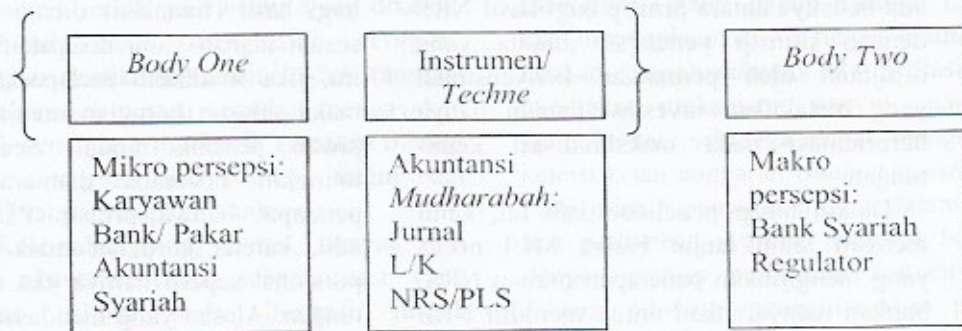 Body One
Instrumen/
Techne
Body Two
Mikro persepsi:
Karyawan
Bank/ Pakar
Akuntansi
Syariah
Akuntansi
Mudharabah:
Jurnal
L/K
NRS/PLS
Makro
persepsi:
Bank Syariah
Regulator